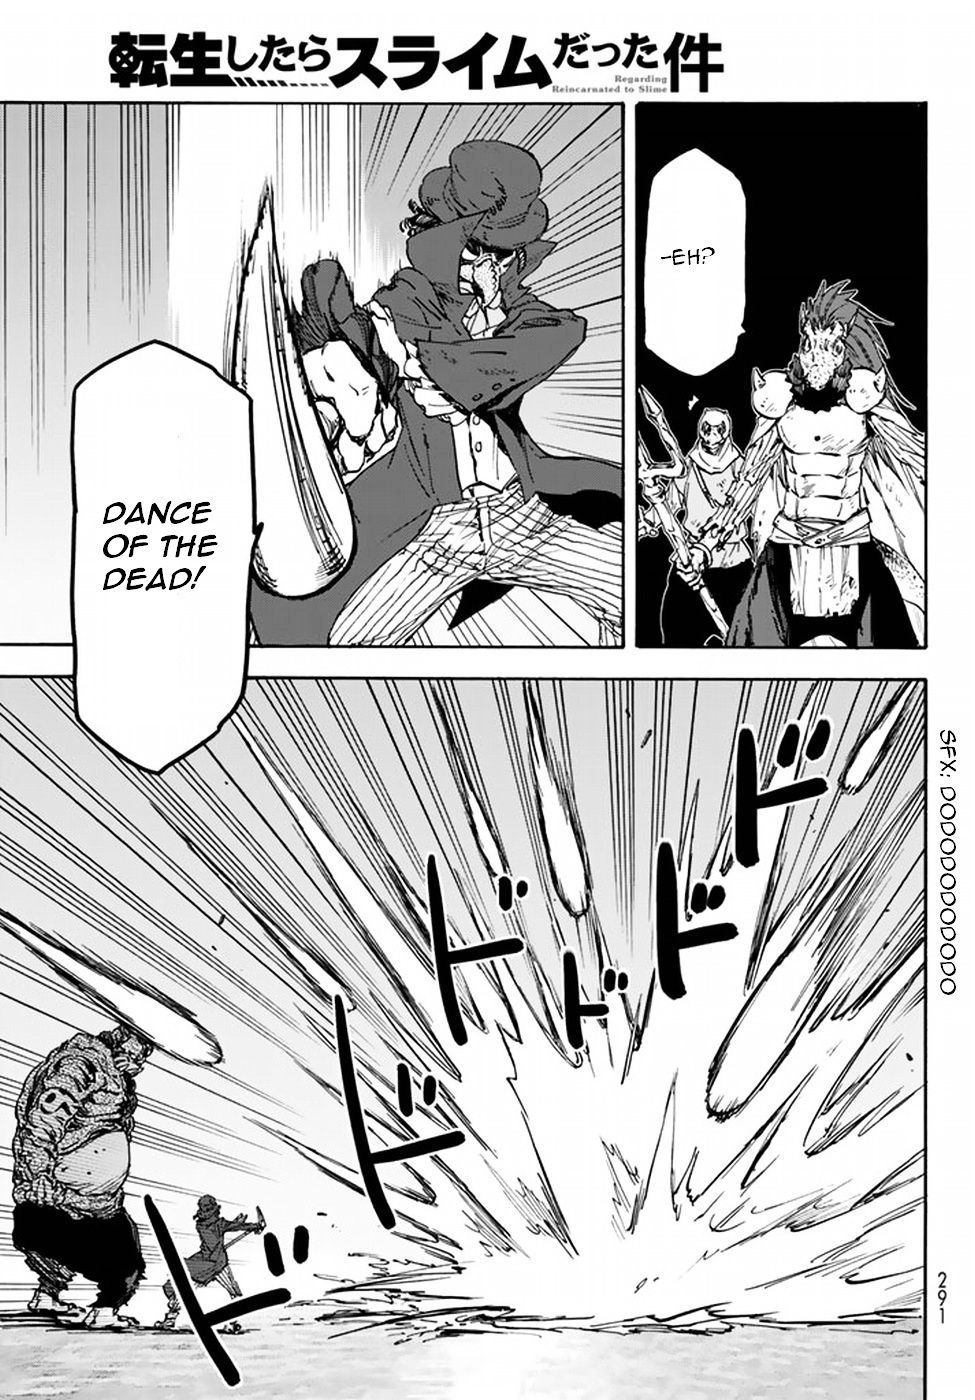 転生したらスライムだった件
Regarding
Reincarnated to Slime
-EH?
DANCE
OF THE
DEAD!
SFX: DODODODODODO
ドドドド
ド
ド
291